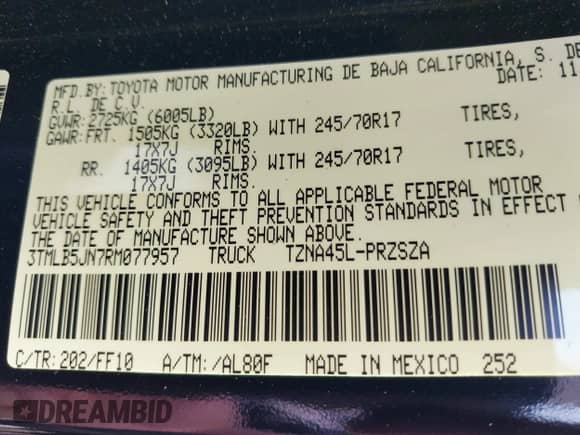 MFD.BY: TOYOTA MOTOR MANUFACTURING DE BAJA CALIFORNIA, S. DE
R.L. DE C.V. DATE: 11
GVWR: 2725KG (6005LB)
GAWR: FRT. 1505KG (3320LB) WITH 245/70R17 TIRES,
17X7J RIMS.
RR. 1405KG (3095LB) WITH 245/70R17 TIRES,
17X7J RIMS.
THIS VEHICLE CONFORMS TO ALL APPLICABLE FEDERAL MOTOR
VEHICLE SAFETY AND THEFT PREVENTION STANDARDS IN EFFECT
THE DATE OF MANUFACTURE SHOWN ABOVE.
3TMLB5JN7RM077957 TRUCK TZNA45L-PRZSZA
C/TR: 202/FF10 A/TM: /AL80F MADE IN MEXICO 252
DREAMBID